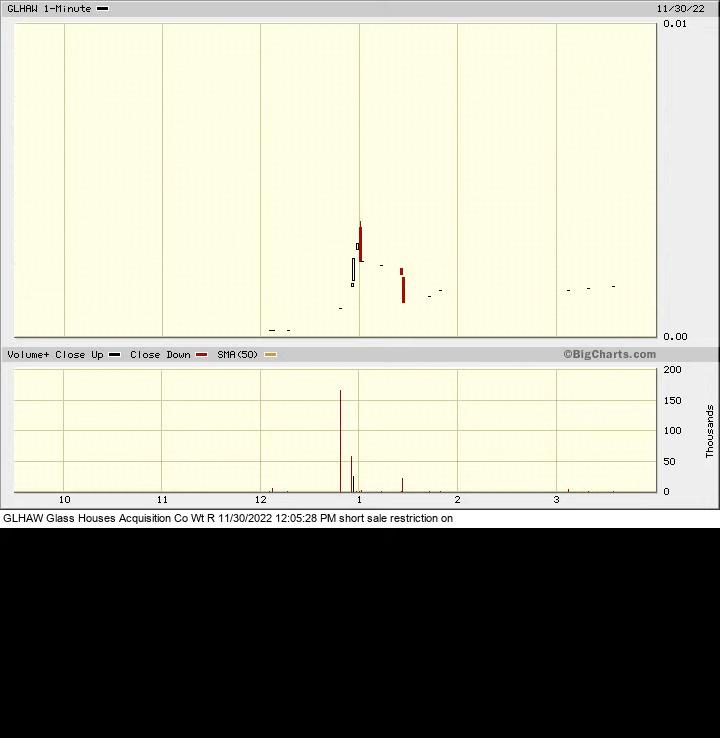 GLHAW 1-Minute 11/30/22
0.01
0.00
Volume+ Close Up Close Down SMA(50) ©BigCharts.com
200
150
100
50
0
Thousands
10 11 12 1 2 3
GLHAW Glass Houses Acquisition Co Wt R 11/30/2022 12:05:28 PM short sale restriction on